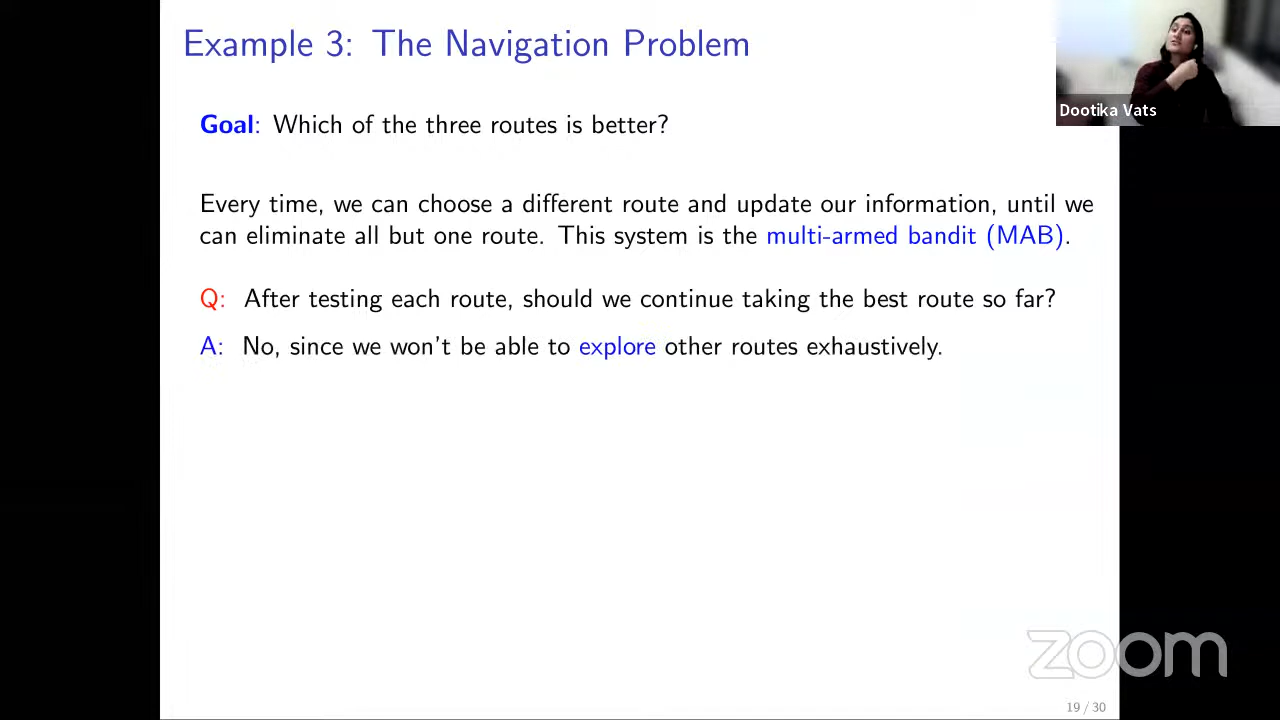 Example 3: The Navigation Problem
Dootika Vats
Goal: Which of the three routes is better?
Every time, we can choose a different route and update our information, until we
can eliminate all but one route. This system is the multi-armed bandit (MAB).
Q: After testing each route, should we continue taking the best route so far?
A: No, since we won't be able to explore other routes exhaustively.
zoom
19 / 30